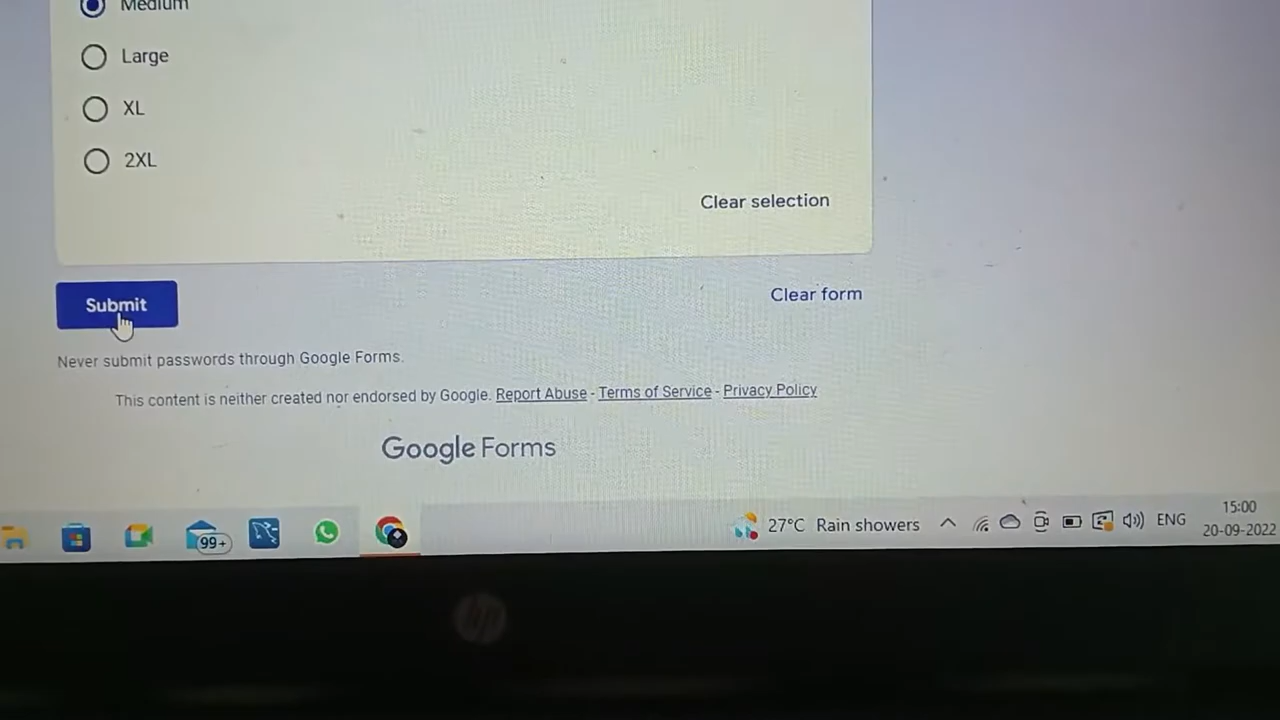 Medium
Large
XL
2XL
Clear selection
Submit
Clear form
Never submit passwords through Google Forms.
This content is neither created nor endorsed by Google. Report Abuse - Terms of Service - Privacy Policy
Google Forms
99+
27°C Rain showers
ENG
15:00
20-09-2022
hp